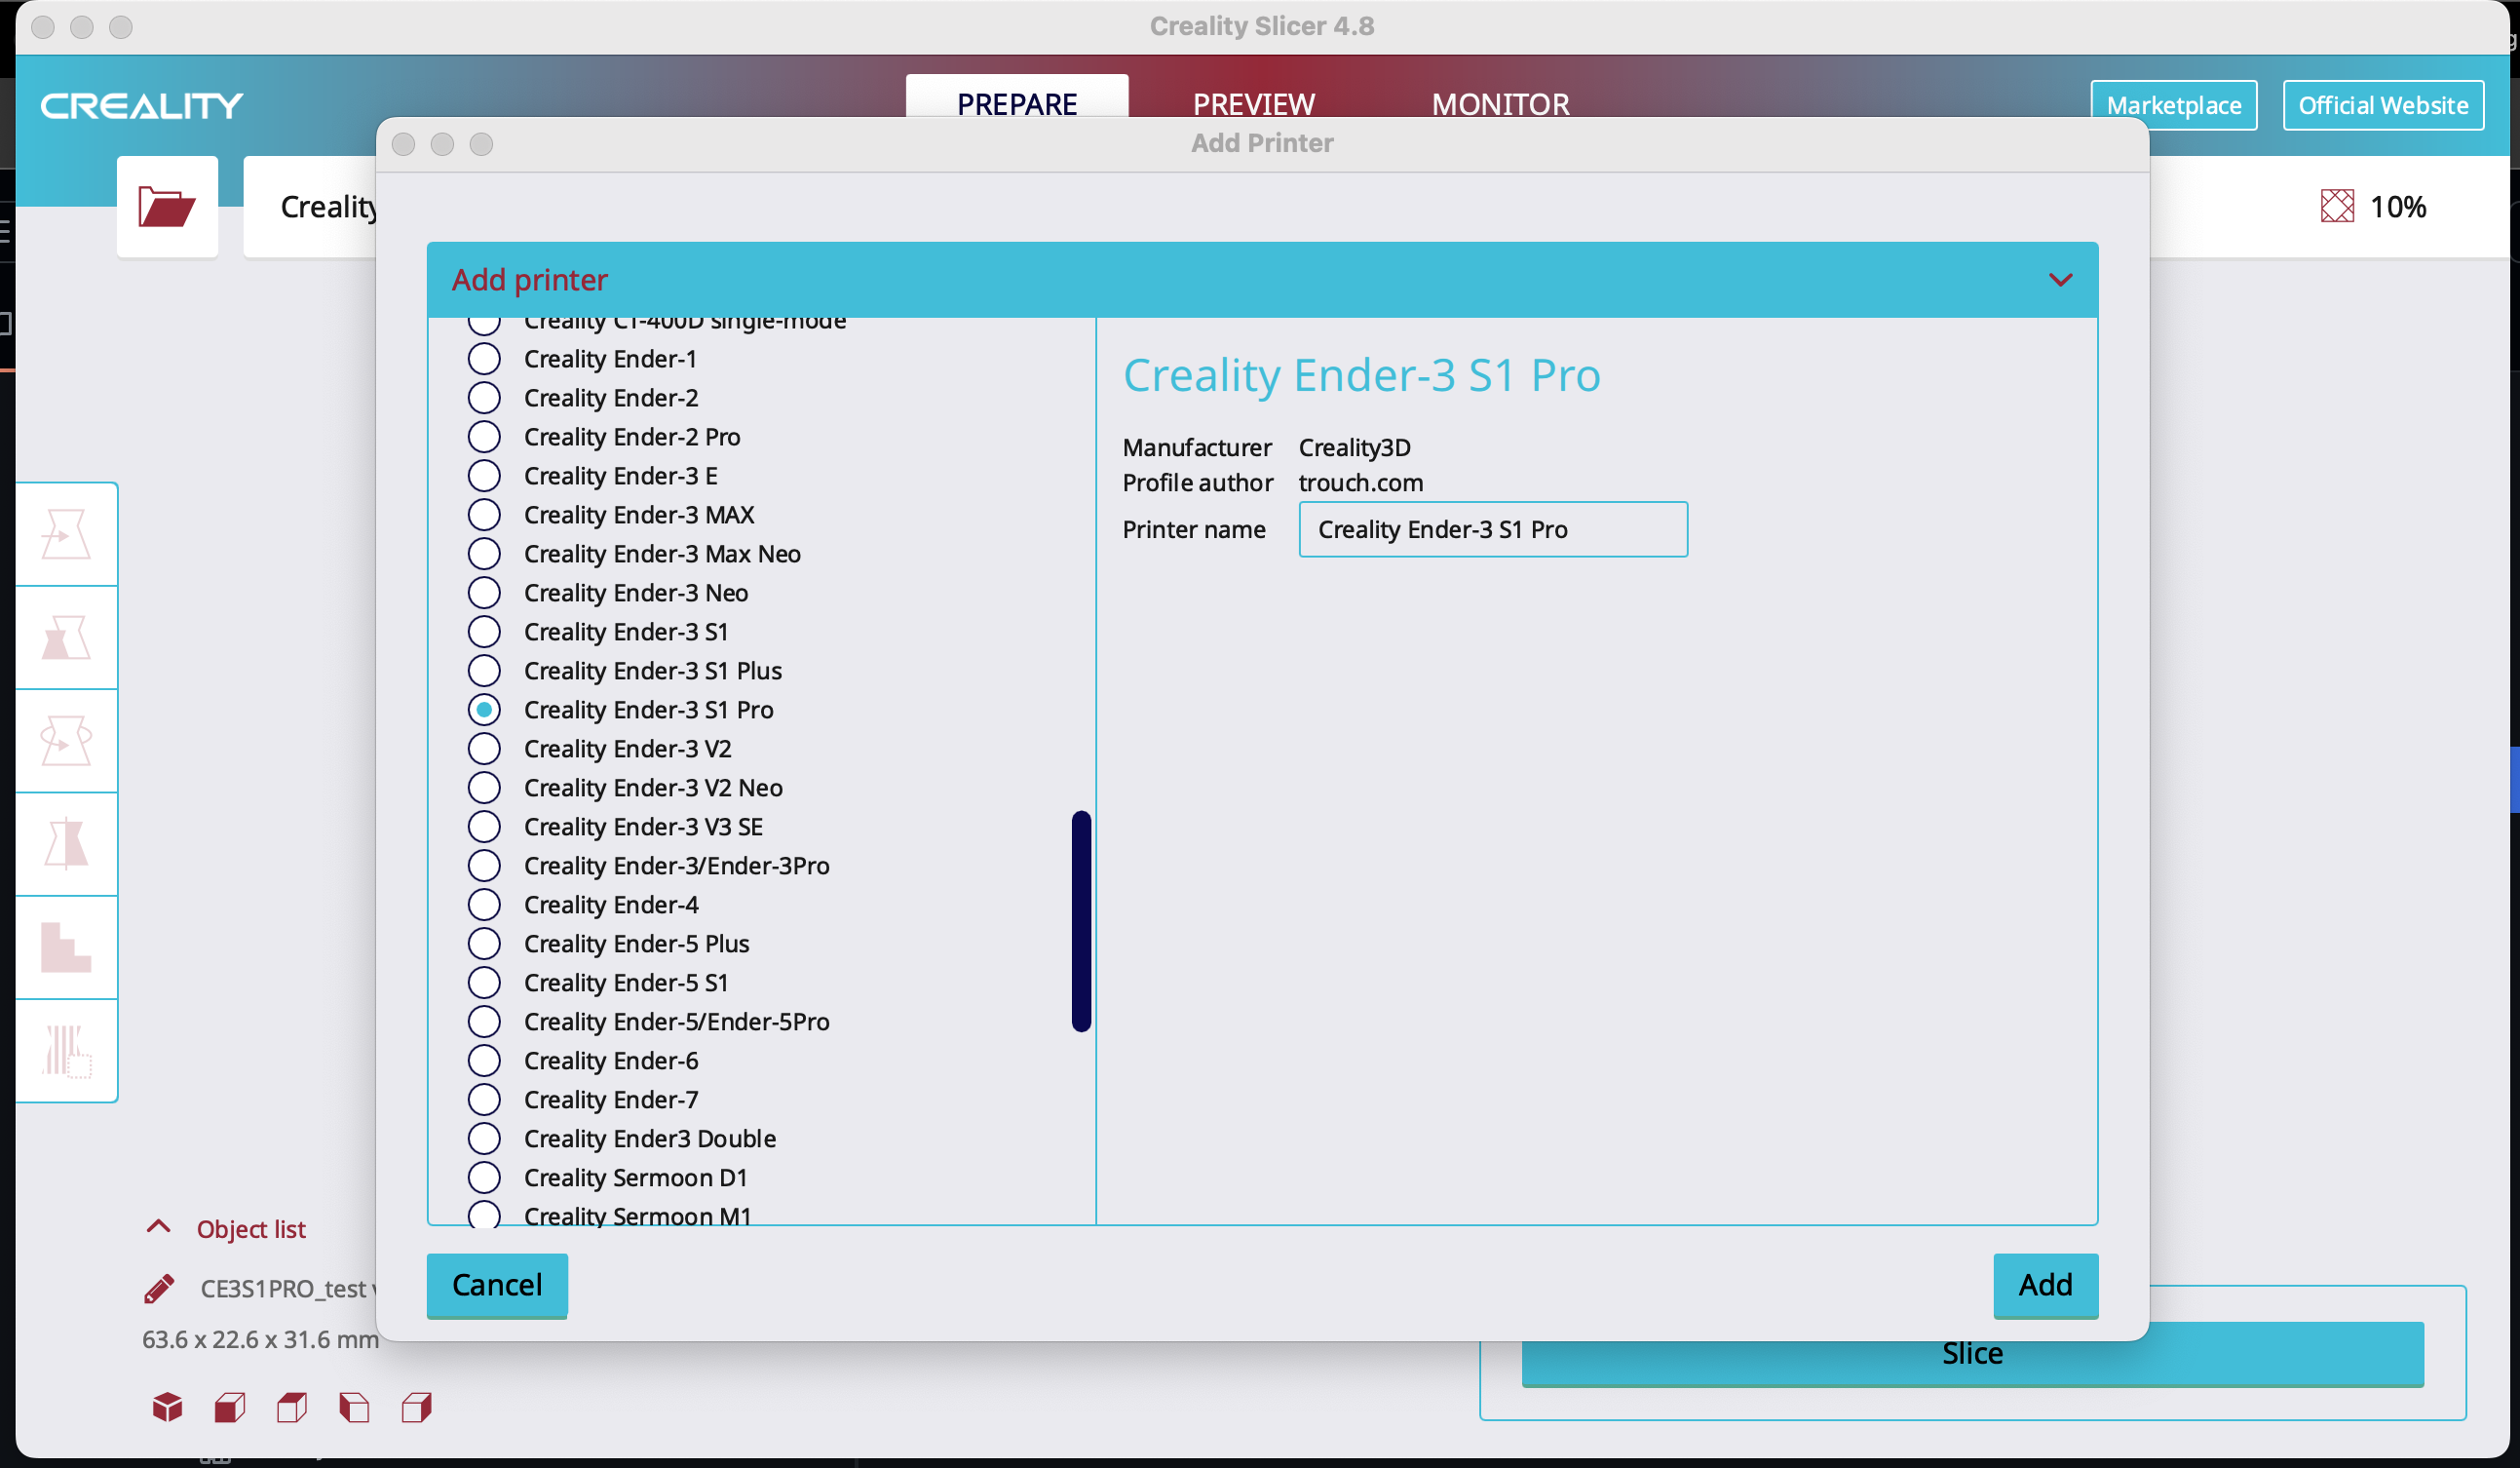 Creality Slicer 4.8
CREALITY
PREPARE
PREVIEW
MONITOR
Marketplace
Official Website
Add Printer
Creality
10%
Add printer
Creality CT-400D single-mode
Creality Ender-1
Creality Ender-2
Creality Ender-2 Pro
Creality Ender-3 E
Creality Ender-3 MAX
Creality Ender-3 Max Neo
Creality Ender-3 Neo
Creality Ender-3 S1
Creality Ender-3 S1 Plus
Creality Ender-3 S1 Pro
Creality Ender-3 V2
Creality Ender-3 V2 Neo
Creality Ender-3 V3 SE
Creality Ender-3/Ender-3Pro
Creality Ender-4
Creality Ender-5 Plus
Creality Ender-5 S1
Creality Ender-5/Ender-5Pro
Creality Ender-6
Creality Ender-7
Creality Ender3 Double
Creality Sermoon D1
Creality Sermoon M1
Creality Ender-3 S1 Pro
Manufacturer Creality3D
Profile author trouch.com
Printer name Creality Ender-3 S1 Pro
Cancel
Add
Object list
CE3S1PRO_test
63.6 x 22.6 x 31.6 mm
Slice